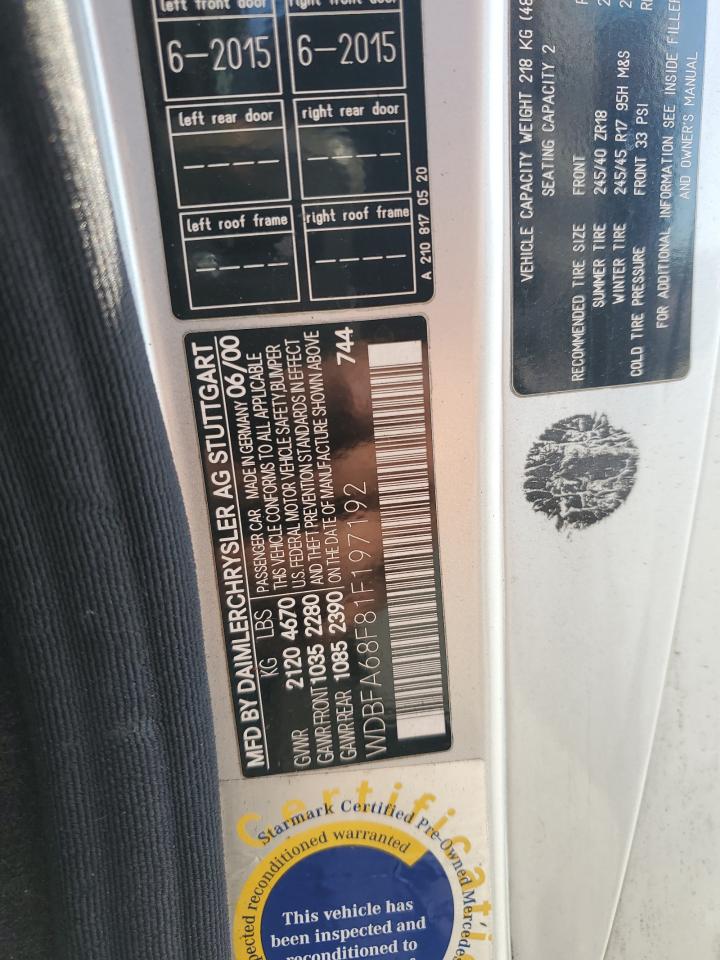 left front door
right front door
6-2015
6-2015
left rear door
right rear door
----
----
left roof frame
right roof frame
----
----
A 210 817 05 20
MFD BY DAIMLERCHRYSLER AG STUTTGART
KG LBS
PASSENGER CAR MADE IN GERMANY 06/00
GVWR 2120 4670
GAWR FRONT 1035 2280
GAWR REAR 1085 2390
THIS VEHICLE CONFORMS TO ALL APPLICABLE
U.S. FEDERAL MOTOR VEHICLE SAFETY,BUMPER
AND THEFT PREVENTION STANDARDS IN EFFECT
ON THE DATE OF MANUFACTURE SHOWN ABOVE
WDBFA68F81F197192
744
VEHICLE CAPACITY WEIGHT 218 KG (48
SEATING CAPACITY 2
RECOMMENDED TIRE SIZE FRONT
SUMMER TIRE 245/40 ZR18
WINTER TIRE 245/45 R17 95H M&S
COLD TIRE PRESSURE FRONT 33 PSI
FOR ADDITIONAL INFORMATION SEE INSIDE FILLER
AND OWNER'S MANUAL
Certificati
Starmark Certified Pre-Owned Mercedes
pected reconditioned warranted
This vehicle has
been inspected and
reconditioned to